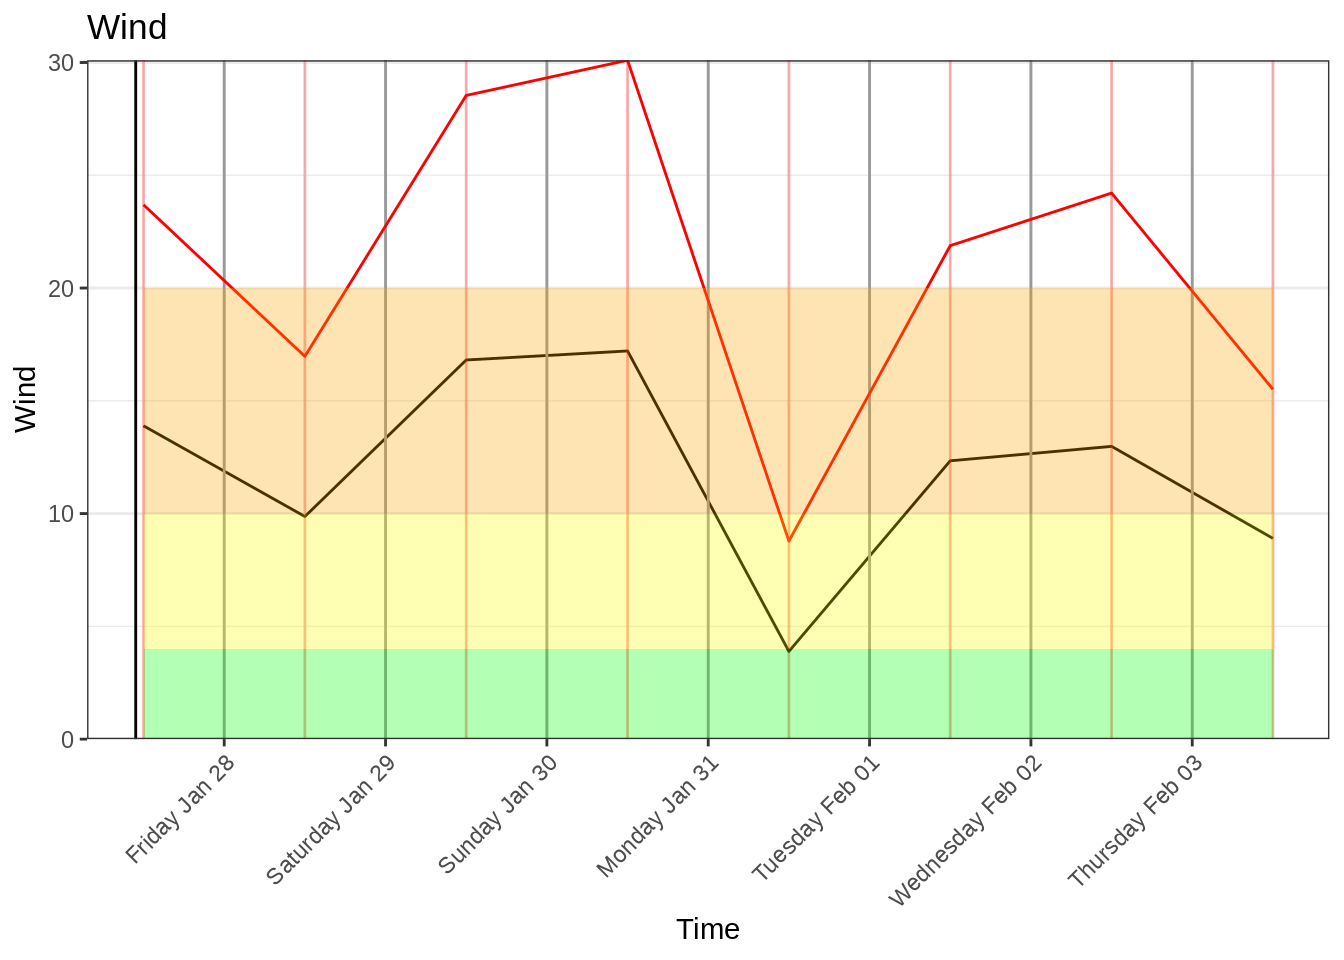 Wind
30
20
10
0
Wind
Friday Jan 28
Saturday Jan 29
Sunday Jan 30
Monday Jan 31
Tuesday Feb 01
Wednesday Feb 02
Thursday Feb 03
Time